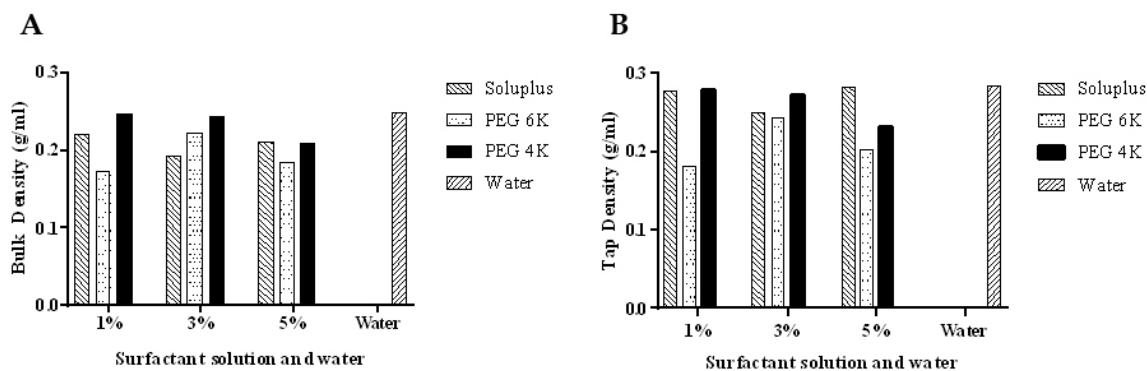 A
0.3
0.2
0.1
0.0
Bulk Density (g/ml)
1%
3%
5%
Water
Surfactant solution and water
Soluplus
PEG 6K
PEG 4K
Water
B
0.3
0.2
0.1
0.0
Tap Density (g/ml)
1%
3%
5%
Water
Surfactant solution and water
Soluplus
PEG 6K
PEG 4K
Water